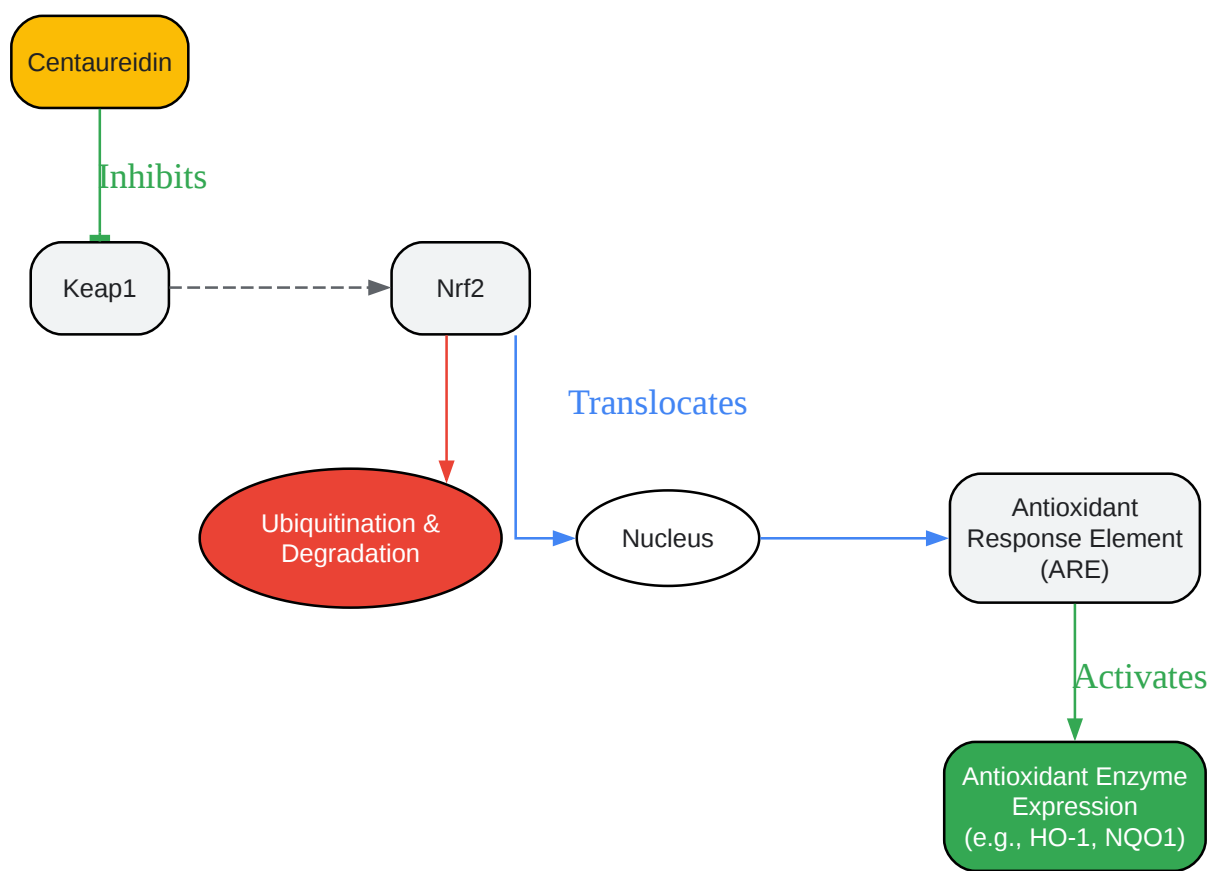 Centaureidin
Inhibits
Keap1
Nrf2
Translocates
Ubiquitination &
Degradation
Nucleus
Antioxidant
Response Element
(ARE)
Activates
Antioxidant Enzyme
Expression
(e.g., HO-1, NQO1)